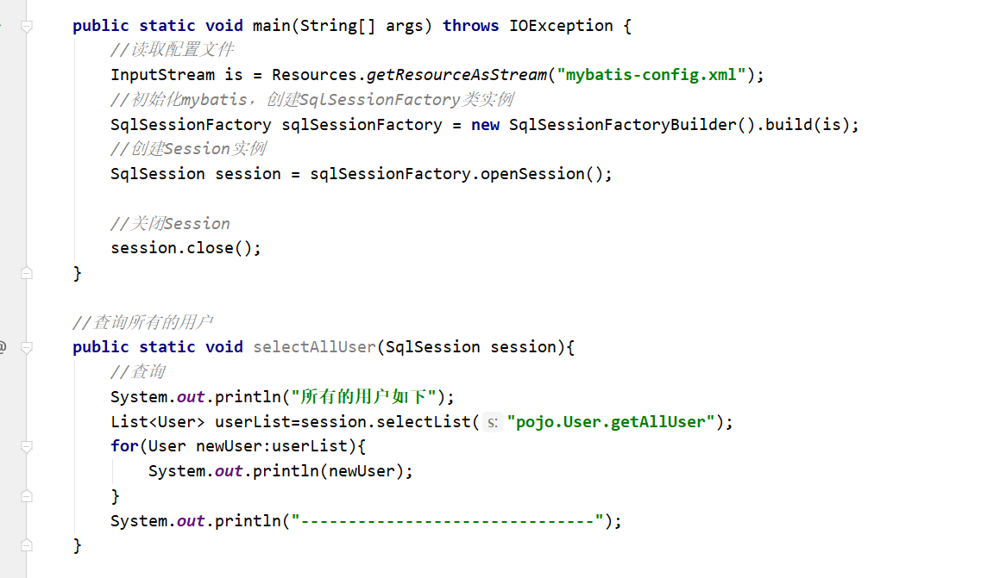 public static void main(String[] args) throws IOException {
//读取配置文件
InputStream is = Resources.getResourceAsStream("mybatis-config.xml");
//初始化mybatis，创建SqlSessionFactory类实例
SqlSessionFactory sqlSessionFactory = new SqlSessionFactoryBuilder().build(is);
//创建Session实例
SqlSession session = sqlSessionFactory.openSession();
//关闭Session
session.close();
}
//查询所有的用户
@
public static void selectAllUser(SqlSession session){
//查询
System.out.println("所有的用户如下");
List<User> userList=session.selectList( s: "pojo.User.getAllUser");
for(User newUser:userList){
System.out.println(newUser);
}
System.out.println("-------------------------------");
}